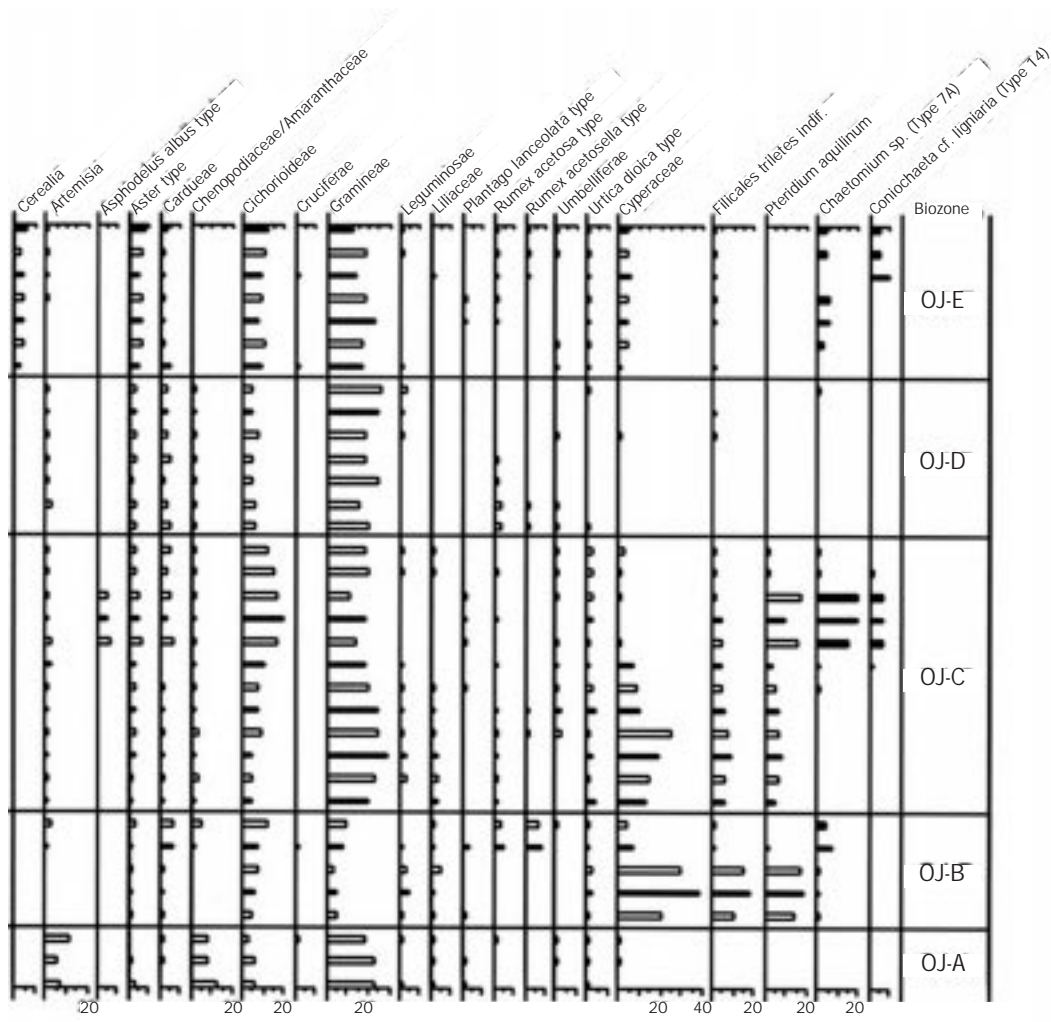 Cerealia
Artemisia
Asphodelus albus type
Aster type
Cardueae
Chenopodiaceae/Amaranthaceae
Cichorioideae
Cruciferae
Gramineae
Leguminosae
Liliaceae
Plantago lanceolata type
Rumex acetosa type
Rumex acetosella type
Umbelliferae
Urtica dioica type
Cyperaceae
Filicales triletes indif.
Pteridium aquilinum
Chaetomium sp. (Type 7A)
Coniochaeta cf. ligniaria (Type 14)
Biozone
OJ-E
OJ-D
OJ-C
OJ-B
OJ-A
20 20 20 20 40 20 20 20